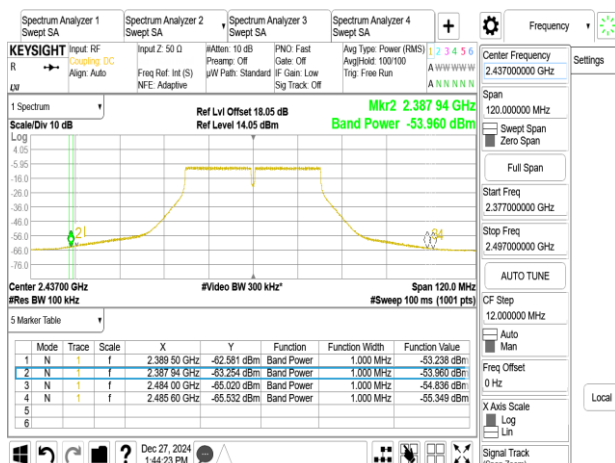 Spectrum Analyzer 1
Swept SA
Spectrum Analyzer 2
Swept SA
Spectrum Analyzer 3
Swept SA
Spectrum Analyzer 4
Swept SA
+
Frequency
KEYSIGHT
R
LXI
Input: RF
Coupling: DC
Align: Auto
Input Z: 50 Ω
Freq Ref: Int (S)
NFE: Adaptive
#Atten: 10 dB
Preamp: Off
µW Path: Standard
PNO: Fast
Gate: Off
IF Gain: Low
Sig Track: Off
Avg Type: Power (RMS)
Avg|Hold: 100/100
Trig: Free Run
1 2 3 4 5 6
A W W W W W
A N N N N N
1 Spectrum
Scale/Div 10 dB
Log
Ref Lvl Offset 18.05 dB
Ref Level 14.05 dBm
Mkr2 2.387 94 GHz
Band Power -53.960 dBm
4.05
-5.95
-16.0
-26.0
-36.0
-46.0
-56.0
-66.0
-76.0
Center 2.43700 GHz
#Res BW 100 kHz
#Video BW 300 kHz*
Span 120.0 MHz
#Sweep 100 ms (1001 pts)
5 Marker Table
Mode Trace Scale X Y Function Function Width Function Value
1 N 1 f 2.389 50 GHz -62.581 dBm Band Power 1.000 MHz -53.238 dBm
2 N 1 f 2.387 94 GHz -63.254 dBm Band Power 1.000 MHz -53.960 dBm
3 N 1 f 2.484 00 GHz -65.020 dBm Band Power 1.000 MHz -54.836 dBm
4 N 1 f 2.485 60 GHz -65.532 dBm Band Power 1.000 MHz -55.349 dBm
5
6
?
Dec 27, 2024
1:44:23 PM
Center Frequency
2.437000000 GHz
Span
120.000000 MHz
Swept Span
Zero Span
Full Span
Start Freq
2.377000000 GHz
Stop Freq
2.497000000 GHz
AUTO TUNE
CF Step
12.000000 MHz
Auto
Man
Freq Offset
0 Hz
X Axis Scale
Log
Lin
Signal Track
Settings
Local